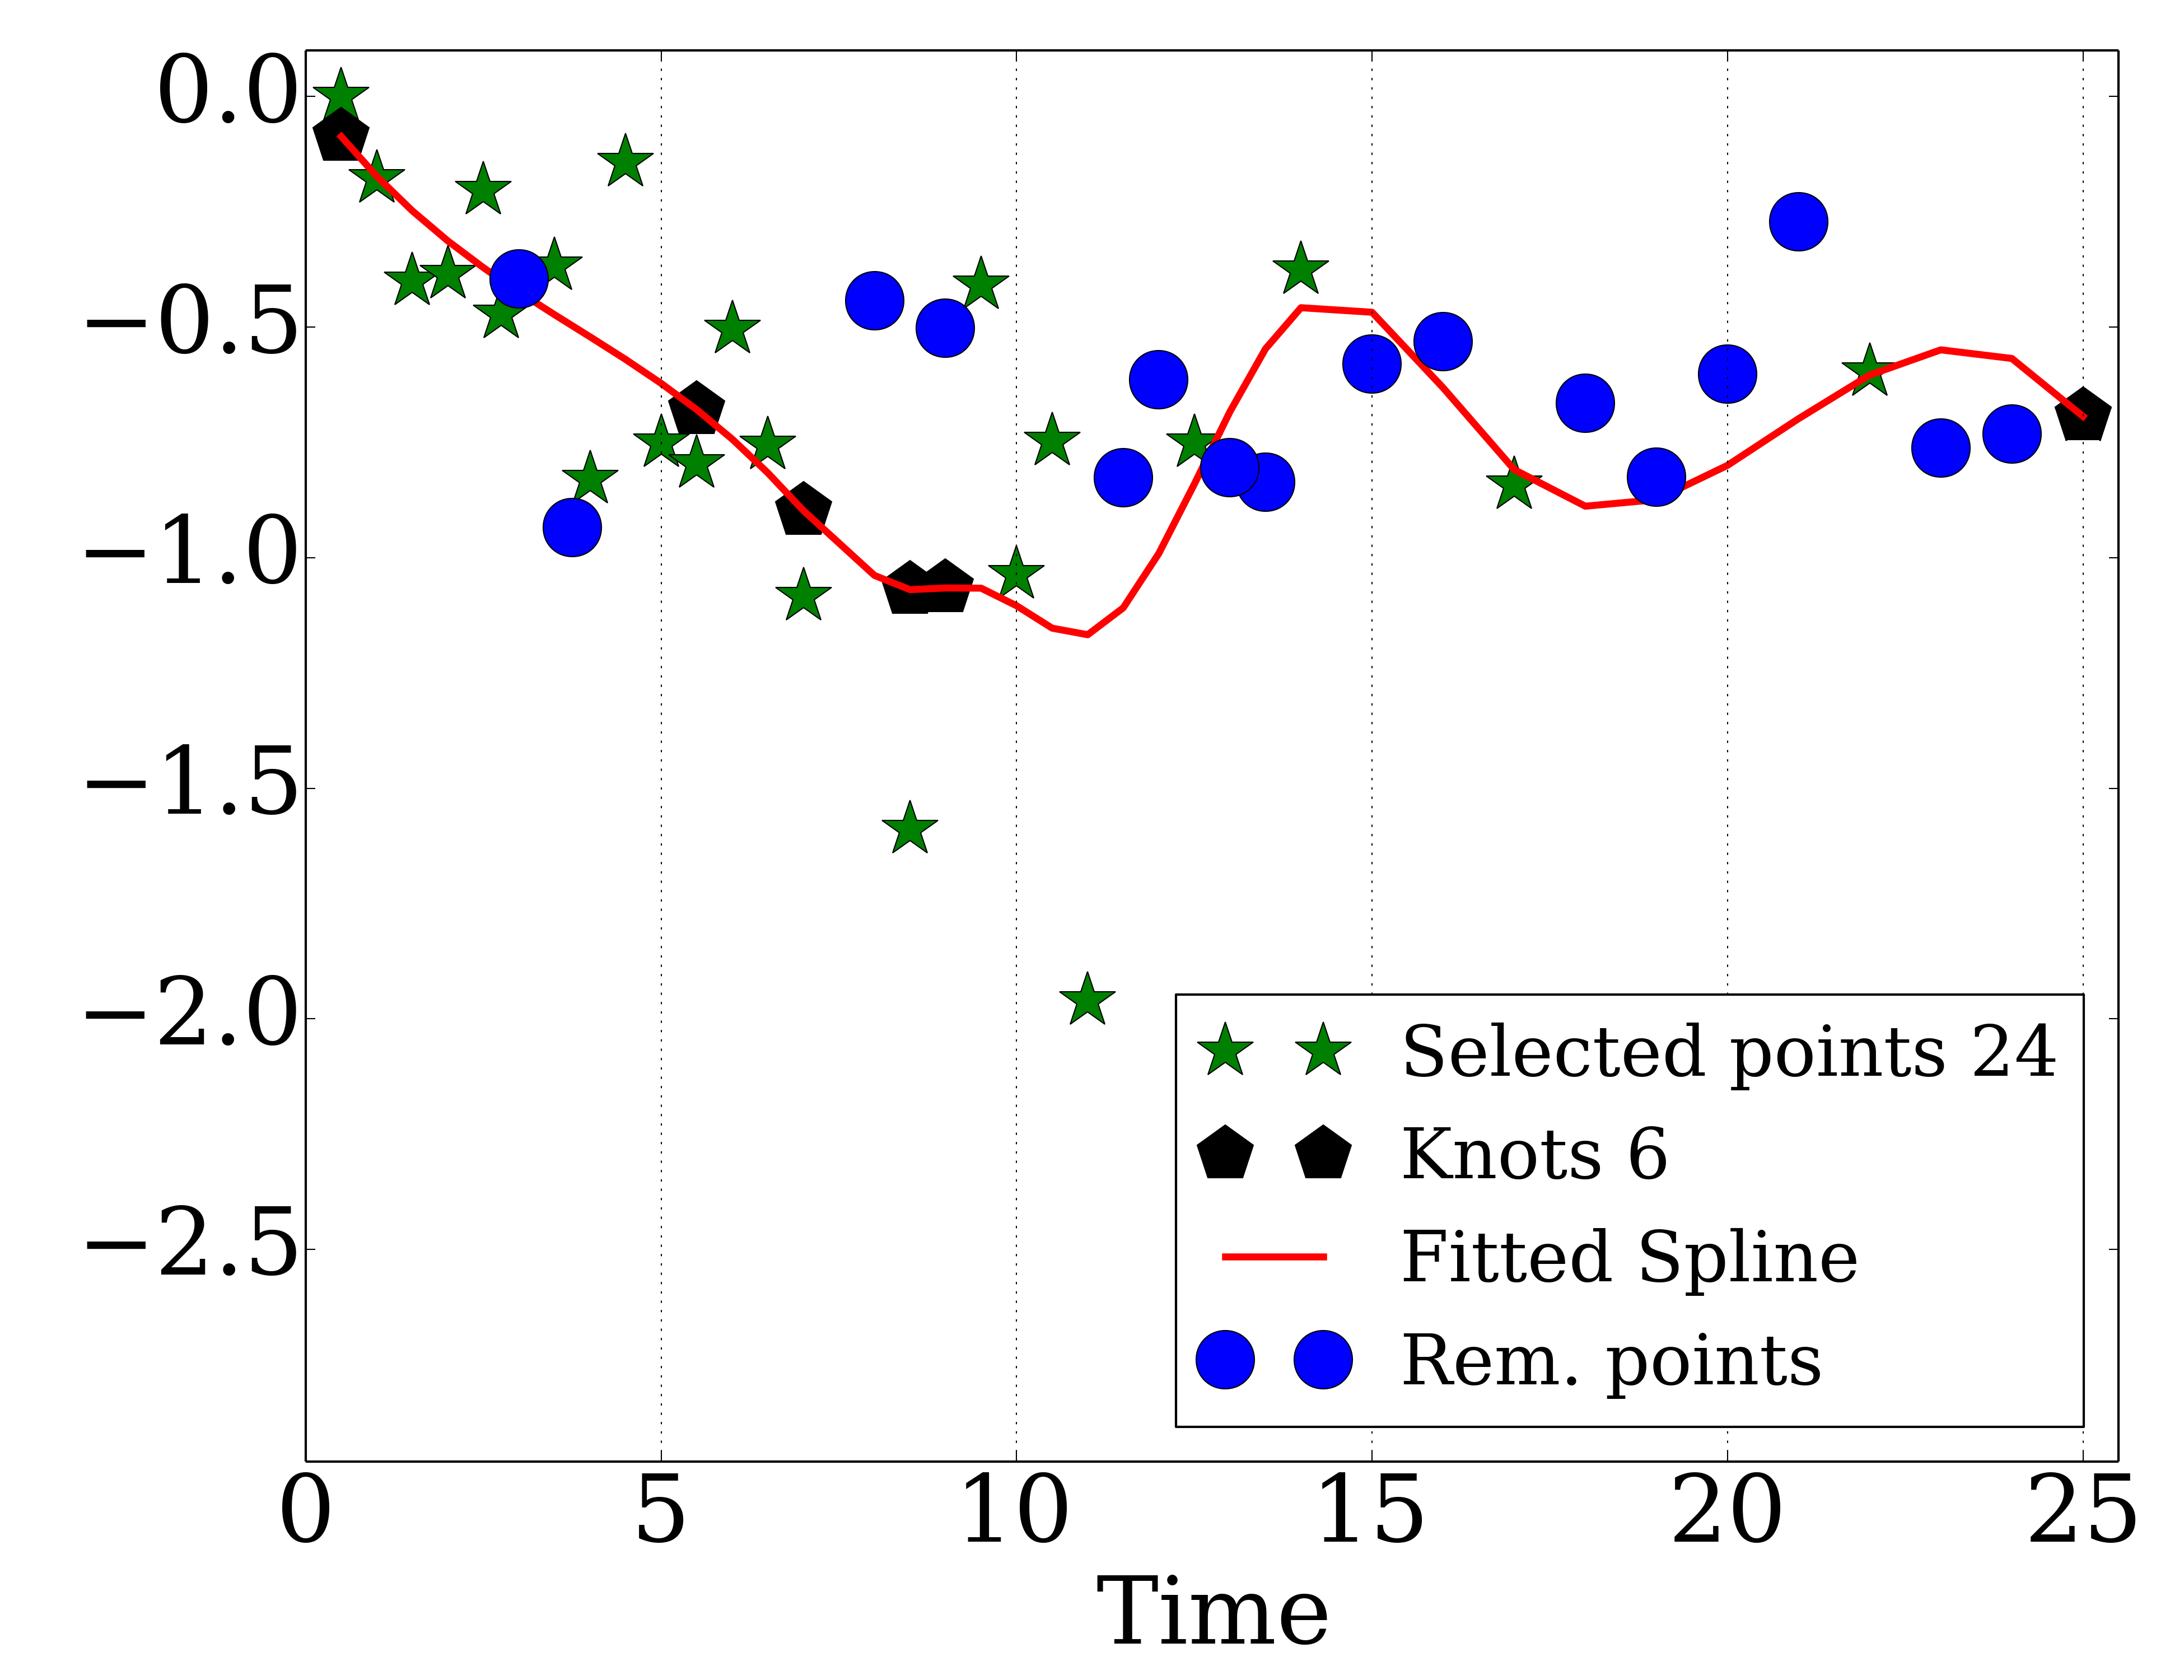 0.0
−0.5
−1.0
−1.5
−2.0
−2.5
Selected points 24
Knots 6
Fitted Spline
Rem. points
0 5 10 15 20 25
Time